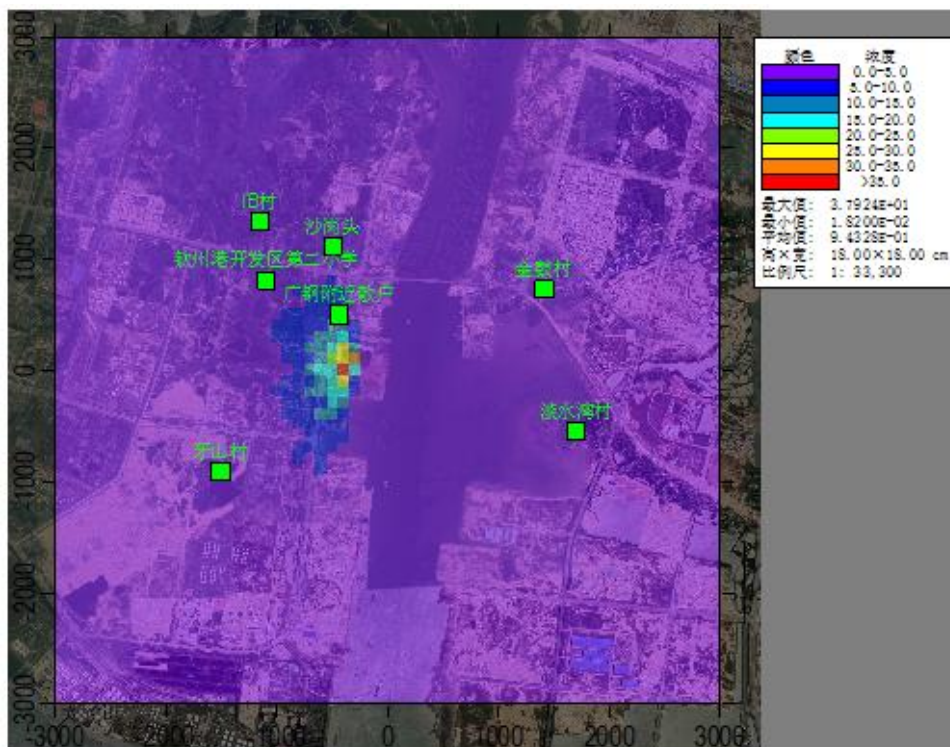 颜色 浓度
0.0-5.0
5.0-10.0
10.0-15.0
15.0-20.0
20.0-25.0
25.0-30.0
30.0-35.0
>35.0
最大值: 3.7924E-01
最小值: 1.8200E-02
平均值: 9.4328E-01
高×宽: 18.00×18.00 cm
比例尺: 1: 33,300
旧村
沙岗头
钦州港开发区第二小学
金鼓村
广钢附近散户
淡水湾村
牙山村
3000
2000
1000
0
-1000
-2000
-3000
-3000 -2000 -1000 0 1000 2000 3000